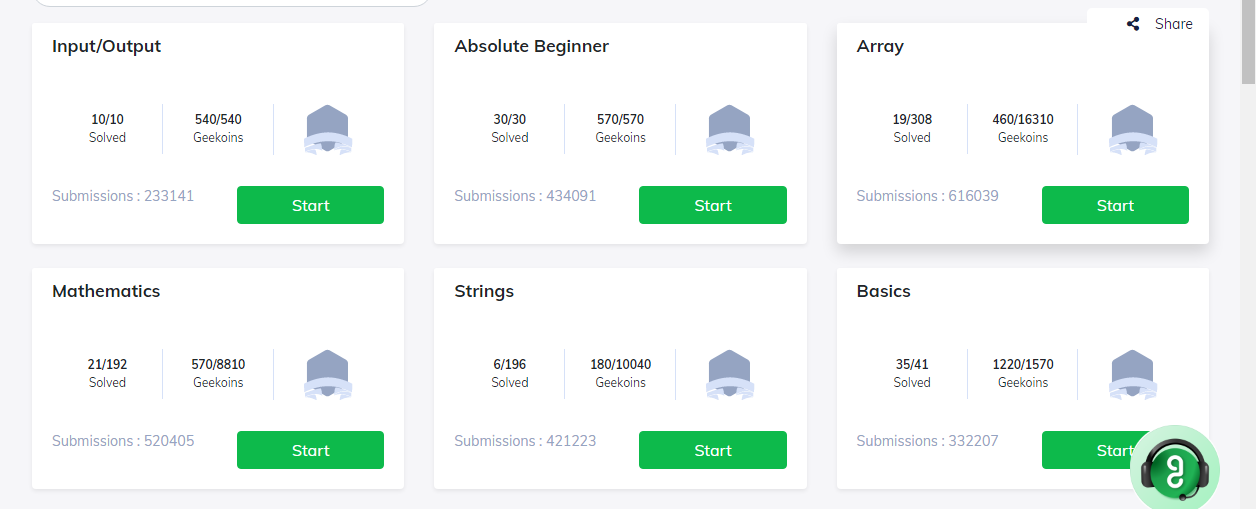 Share
Input/Output
10/10
Solved
540/540
Geekoins
Submissions : 233141
Start
Absolute Beginner
30/30
Solved
570/570
Geekoins
Submissions : 434091
Start
Array
19/308
Solved
460/16310
Geekoins
Submissions : 616039
Start
Mathematics
21/192
Solved
570/8810
Geekoins
Submissions : 520405
Start
Strings
6/196
Solved
180/10040
Geekoins
Submissions : 421223
Start
Basics
35/41
Solved
1220/1570
Geekoins
Submissions : 332207
Start